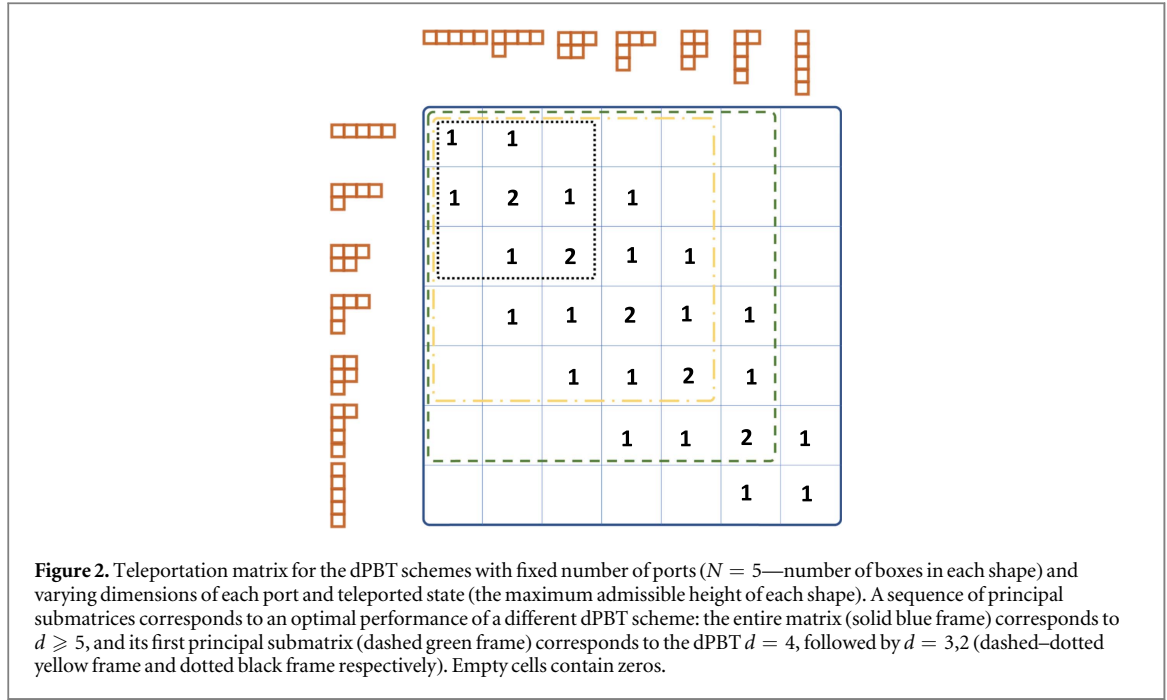 1 1
1 2 1 1
1 2 1 1
1 1 2 1 1
1 1 2 1
1 1 2 1
1 1
Figure 2. Teleportation matrix for the dPBT schemes with fixed number of ports (N = 5—number of boxes in each shape) and
varying dimensions of each port and teleported state (the maximum admissible height of each shape). A sequence of principal
submatrices corresponds to an optimal performance of a different dPBT scheme: the entire matrix (solid blue frame) corresponds to
d ⩾ 5, and its first principal submatrix (dashed green frame) corresponds to the dPBT d = 4, followed by d = 3,2 (dashed–dotted
yellow frame and dotted black frame respectively). Empty cells contain zeros.